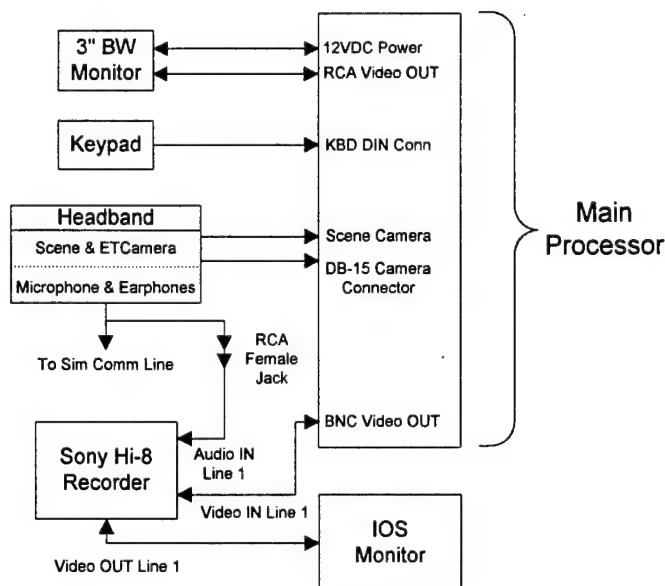 3" BW
Monitor
12VDC Power
RCA Video OUT
Keypad
KBD DIN Conn
Headband
Scene & ETCamera
Microphone & Earphones
Scene Camera
DB-15 Camera
Connector
Main
Processor
To Sim Comm Line
RCA
Female
Jack
BNC Video OUT
Sony Hi-8
Recorder
Audio IN
Line 1
Video IN Line 1
Video OUT Line 1
IOS
Monitor